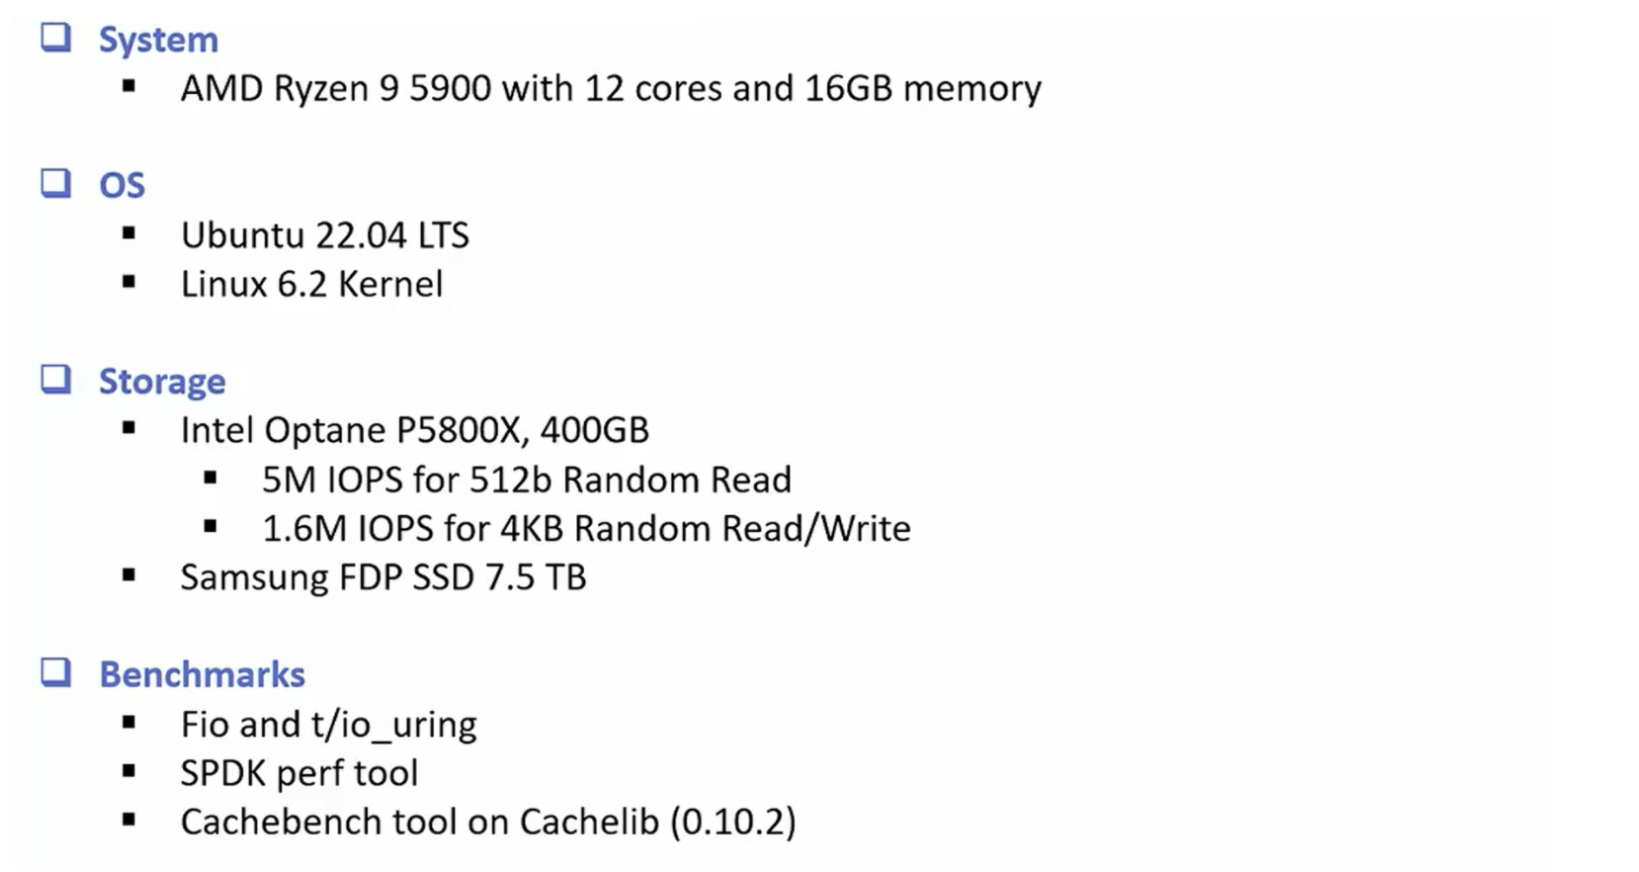 System
AMD Ryzen 9 5900 with 12 cores and 16GB memory
OS
Ubuntu 22.04 LTS
Linux 6.2 Kernel
Storage
Intel Optane P5800X, 400GB
5M IOPS for 512b Random Read
1.6M IOPS for 4KB Random Read/Write
Samsung FDP SSD 7.5 TB
Benchmarks
Fio and t/io_uring
SPDK perf tool
Cachebench tool on Cachelib (0.10.2)